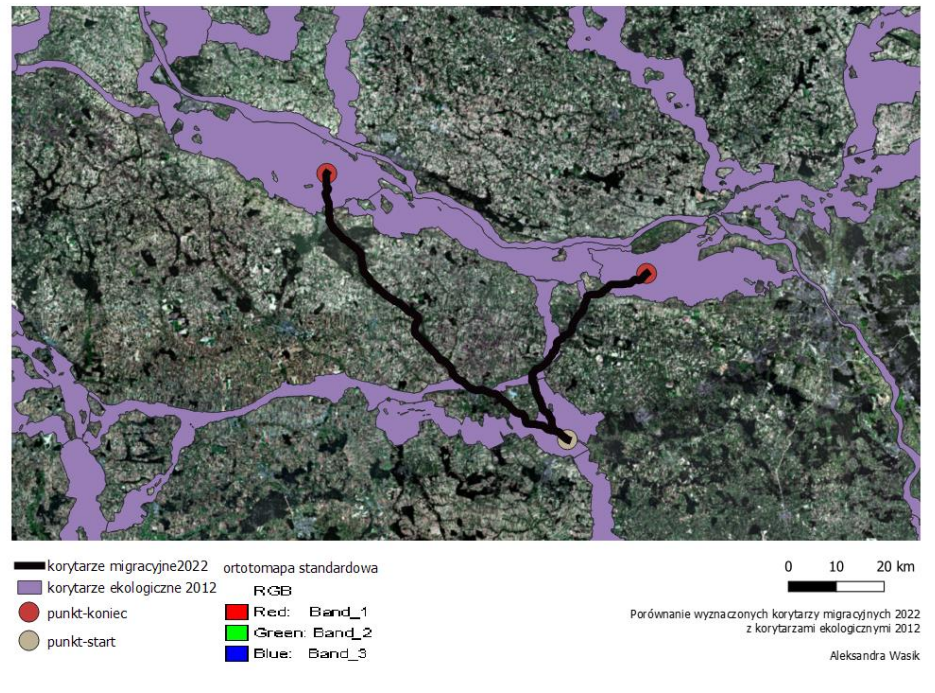 korytarze migracyjne2022
korytarze ekologiczne 2012
punkt-koniec
punkt-start
ortotomapa standardowa
RGB
Red: Band_1
Green: Band_2
Blue: Band_3
0 10 20 km
Porównanie wyznaczonych korytarzy migracyjnych 2022
z korytarzami ekologicznymi 2012
Aleksandra Wasik